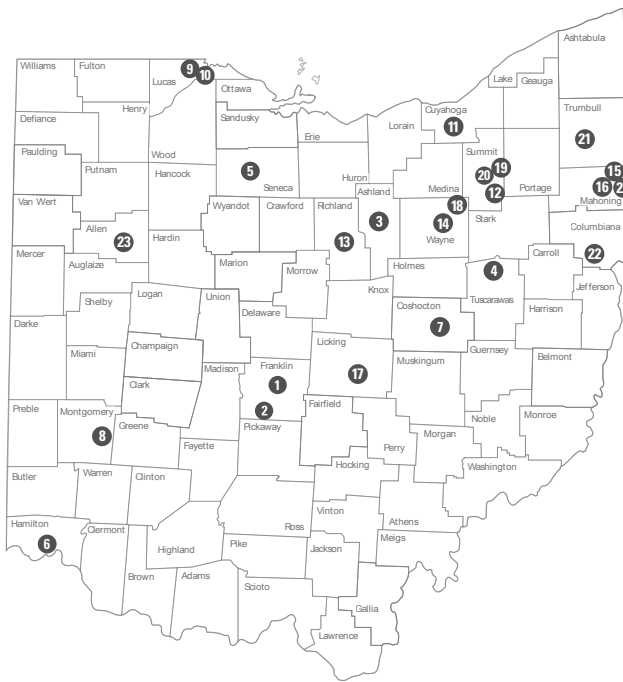 Ashtabula
Williams
Fulton
Lucas
9
10
Ottawa
Lake
Geauga
Cuyahoga
11
Henry
Sandusky
Erie
Lorain
Trumbull
21
Defiance
Wood
Summit
19
20
12
Paulding
Putnam
Hancock
5
Seneca
Huron
Ashland
Medina
Portage
15
16
Mahoning
Van Wert
Wyandot
Crawford
Richland
3
18
14
Wayne
Stark
Columbiana
Allen
23
Hardin
13
22
Mercer
Auglaize
Marion
Morrow
Holmes
4
Carroll
Jefferson
Tuscarawas
Knox
Logan
Union
Shelby
Delaware
Coshocton
7
Harrison
Darke
Champaign
Licking
Guernsey
Miami
Madison
Franklin
1
17
Muskingum
Belmont
Clark
2
Fairfield
Preble
Montgomery
8
Greene
Pickaway
Noble
Monroe
Fayette
Perry
Morgan
Hocking
Washington
Butler
Warren
Clinton
Vinton
Hamilton
6
Clermont
Ross
Athens
Highland
Pike
Jackson
Meigs
Brown
Adams
Scioto
Gallia
Lawrence